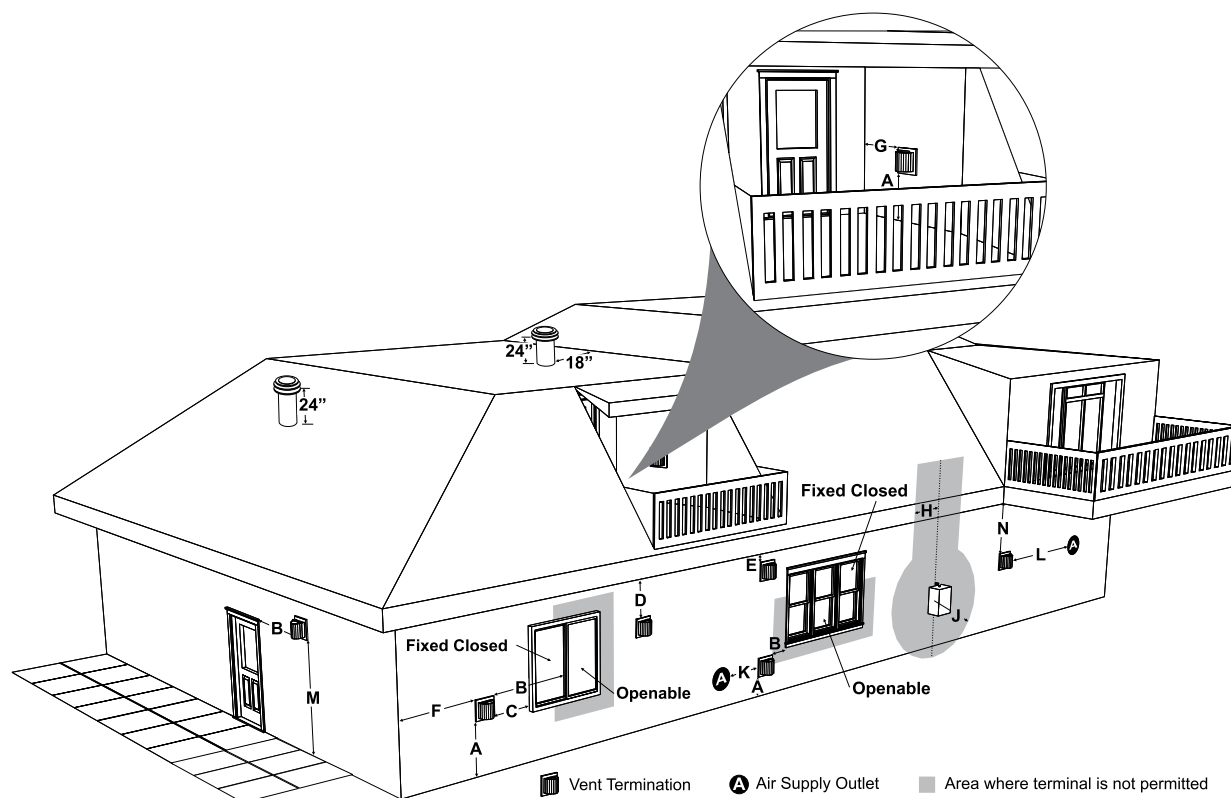 G
A
24”
18”
24”
Fixed Closed
H
N
L
A
E
D
B
J
Fixed Closed
B
K
A
B
M
Openable
F
C
A
Openable
A
Vent Termination
A Air Supply Outlet
Area where terminal is not permitted